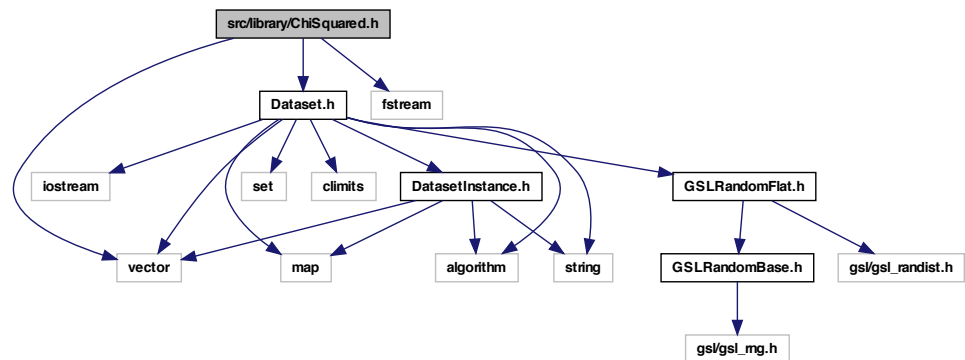 src/library/ChiSquared.h
Dataset.h
fstream
iostream
set
climits
DatasetInstance.h
GSLRandomFlat.h
vector
map
algorithm
string
GSLRandomBase.h
gsl/gsl_randist.h
gsl/gsl_rng.h